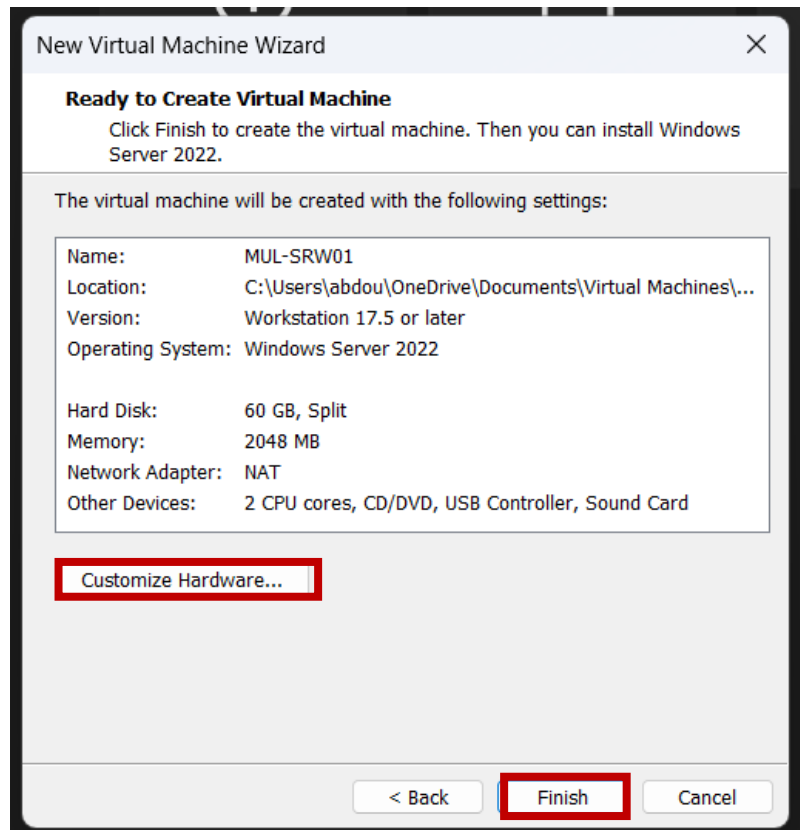 New Virtual Machine Wizard
Ready to Create Virtual Machine
Click Finish to create the virtual machine. Then you can install Windows
Server 2022.
The virtual machine will be created with the following settings:
Name: MUL-SRW01
Location: C:\Users\abdou\OneDrive\Documents\Virtual Machines\...
Version: Workstation 17.5 or later
Operating System: Windows Server 2022
Hard Disk: 60 GB, Split
Memory: 2048 MB
Network Adapter: NAT
Other Devices: 2 CPU cores, CD/DVD, USB Controller, Sound Card
Customize Hardware...
< Back Finish Cancel